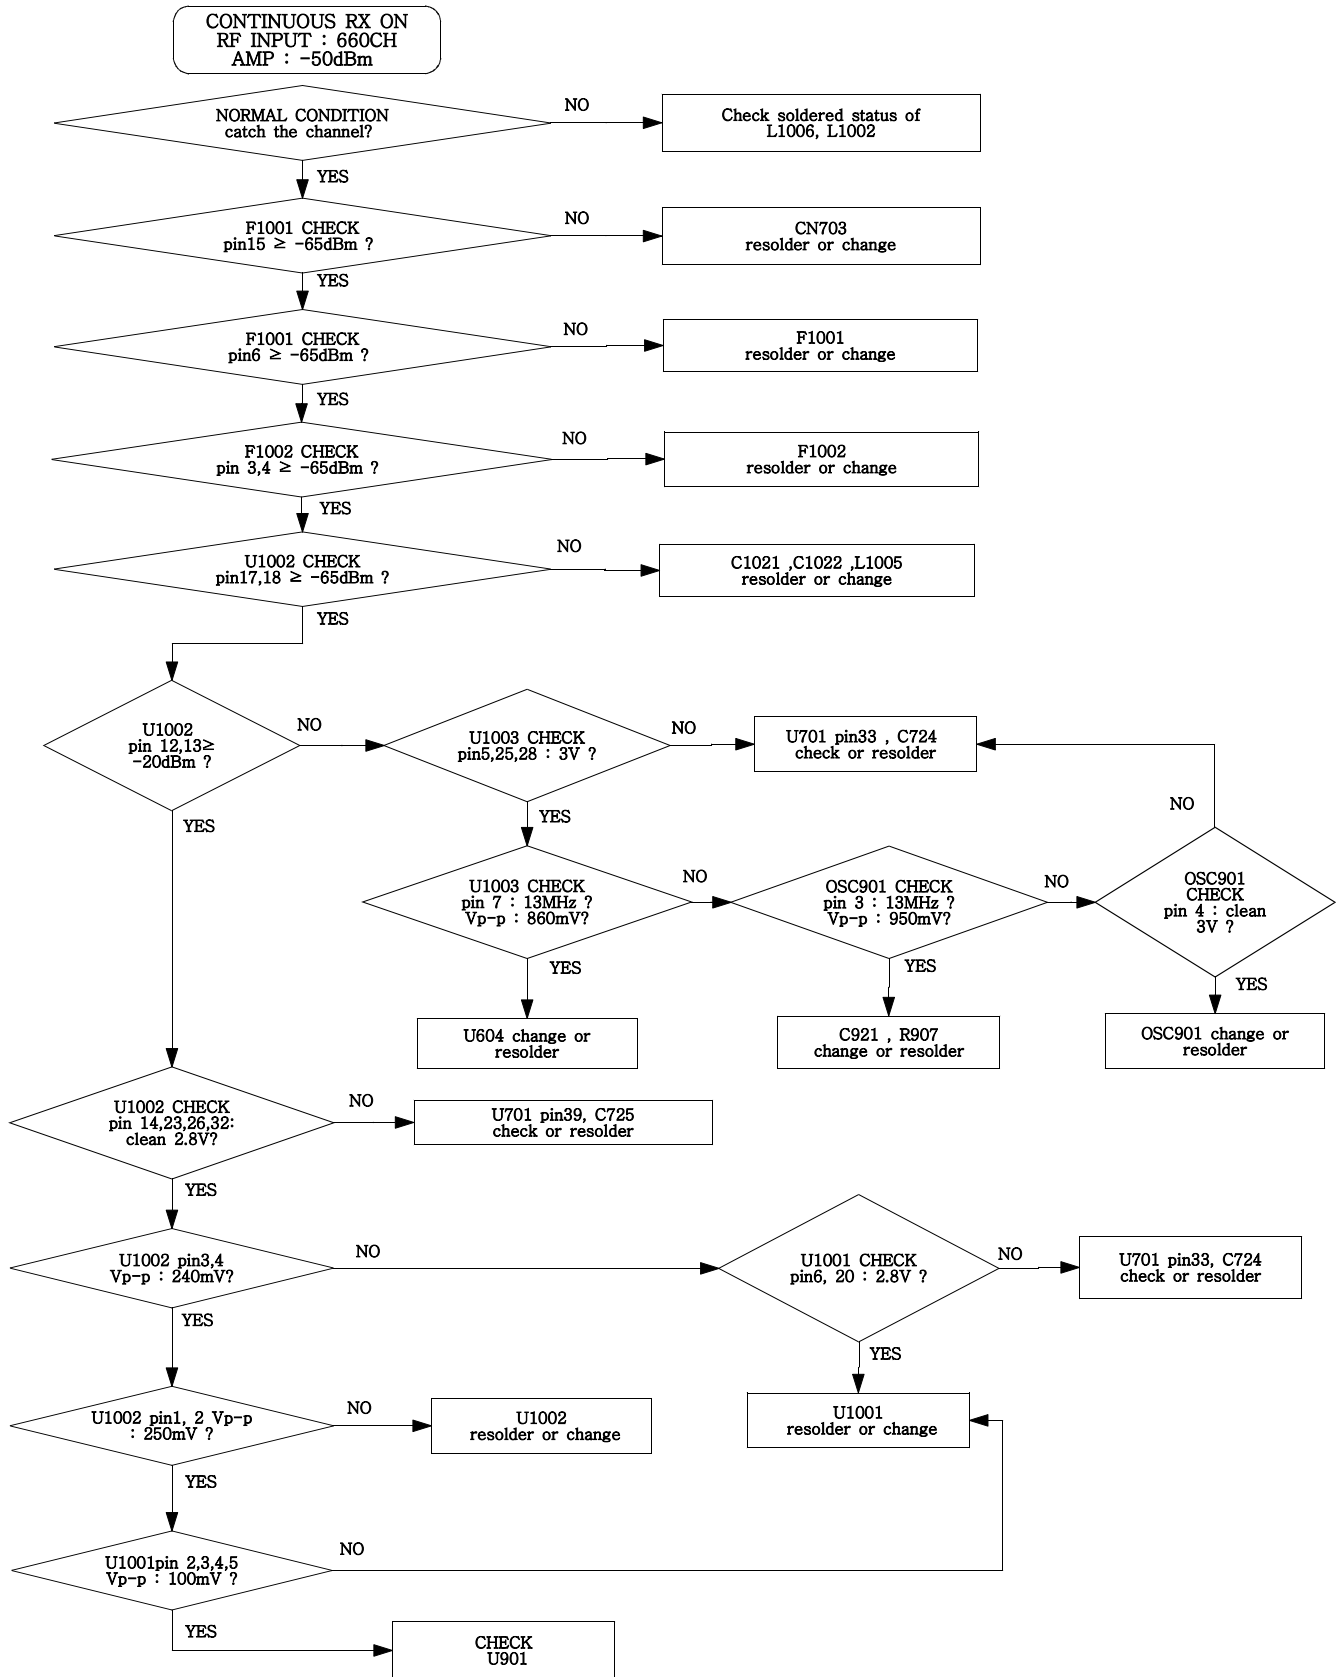 CONTINUOUS RX ON
RF INPUT : 660CH
AMP : -50dBm
NORMAL CONDITION
catch the channel?
NO
Check soldered status of
L1006, L1002
YES
F1001 CHECK
pin15 ≥ -65dBm ?
NO
CN703
resolder or change
YES
F1001 CHECK
pin6 ≥ -65dBm ?
NO
F1001
resolder or change
YES
F1002 CHECK
pin 3,4 ≥ -65dBm ?
NO
F1002
resolder or change
YES
U1002 CHECK
pin17,18 ≥ -65dBm ?
NO
C1021 ,C1022 ,L1005
resolder or change
YES
U1002
pin 12,13≥
-20dBm ?
NO
U1003 CHECK
pin5,25,28 : 3V ?
NO
U701 pin33 , C724
check or resolder
NO
YES
YES
U1003 CHECK
pin 7 : 13MHz ?
Vp-p : 860mV?
NO
OSC901 CHECK
pin 3 : 13MHz ?
Vp-p : 950mV?
NO
OSC901
CHECK
pin 4 : clean
3V ?
YES
YES
YES
U604 change or
resolder
C921 , R907
change or resolder
OSC901 change or
resolder
U1002 CHECK
pin 14,23,26,32:
clean 2.8V?
NO
U701 pin39, C725
check or resolder
YES
U1002 pin3,4
Vp-p : 240mV?
NO
U1001 CHECK
pin6, 20 : 2.8V ?
NO
U701 pin33, C724
check or resolder
YES
YES
U1002 pin1, 2 Vp-p
: 250mV ?
NO
U1002
resolder or change
U1001
resolder or change
YES
U1001pin 2,3,4,5
Vp-p : 100mV ?
NO
YES
CHECK
U901